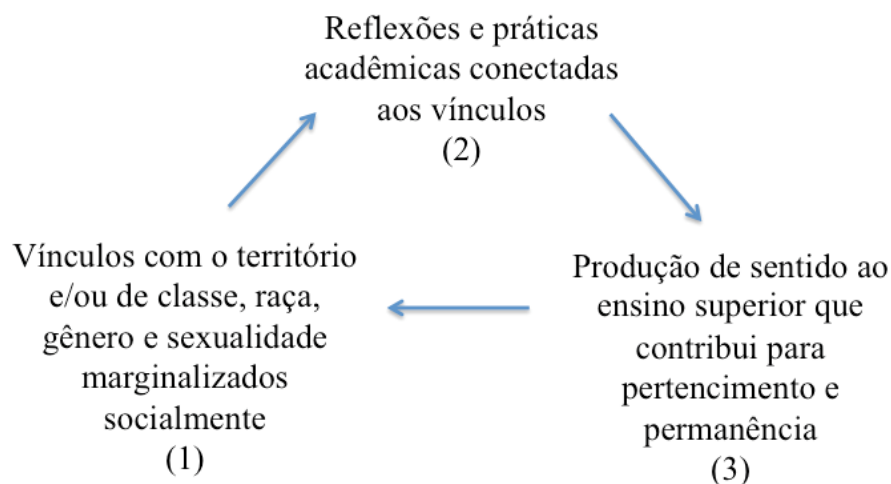 Reflexões e práticas
acadêmicas conectadas
aos vínculos
(2)
Vínculos com o território
e/ou de classe, raça,
gênero e sexualidade
marginalizados
socialmente
(1)
Produção de sentido ao
ensino superior que
contribui para
pertencimento e
permanência
(3)